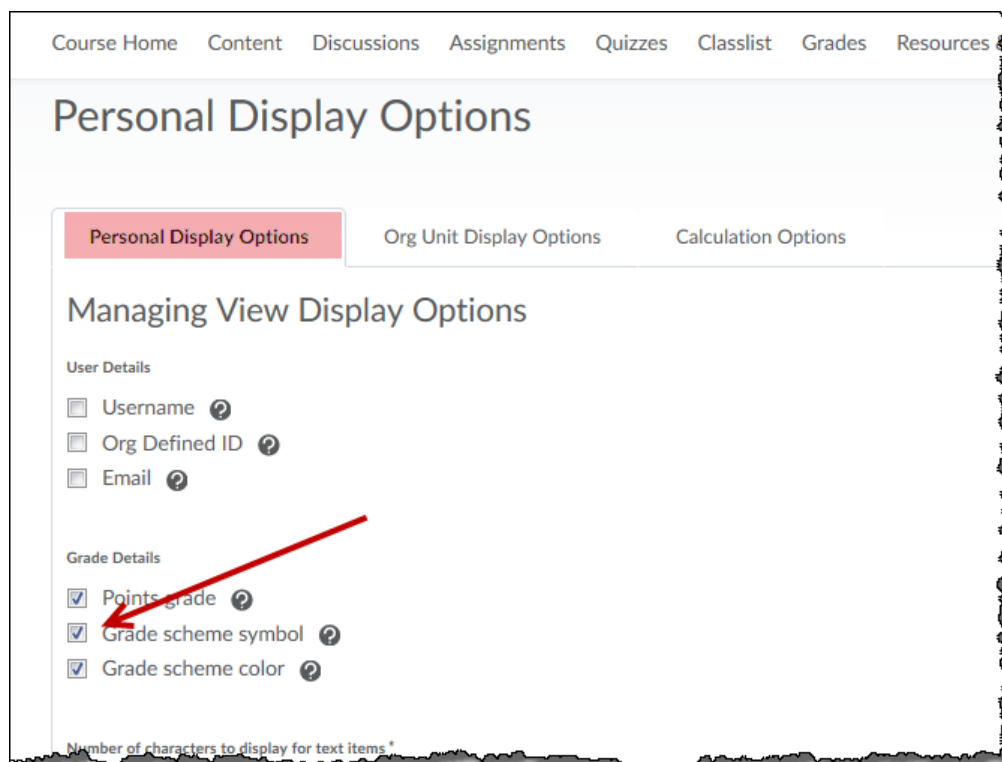 Course Home Content Discussions Assignments Quizzes Classlist Grades Resources
Personal Display Options
Personal Display Options Org Unit Display Options Calculation Options
Managing View Display Options
User Details
Username
Org Defined ID
Email
Grade Details
Points grade
Grade scheme symbol
Grade scheme color
Number of characters to display for text items *